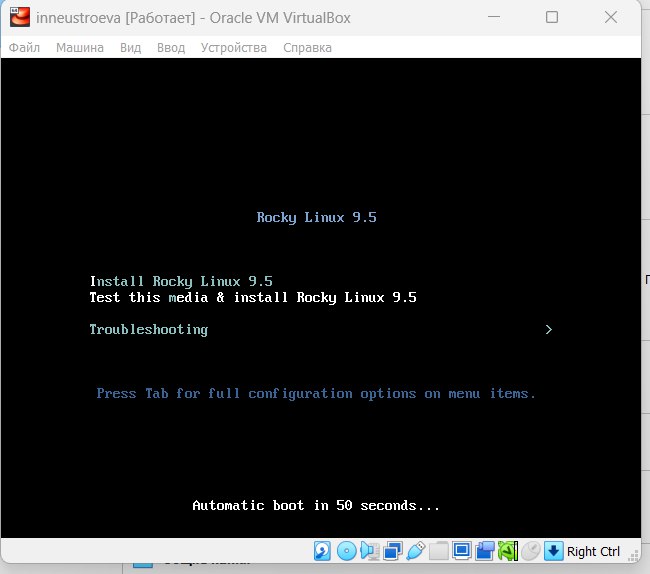 inneustroeva [Работает] - Oracle VM VirtualBox
Файл Машина Вид Ввод Устройства Справка
Rocky Linux 9.5
Install Rocky Linux 9.5
Test this media & install Rocky Linux 9.5
Troubleshooting >
Press Tab for full configuration options on menu items.
Automatic boot in 50 seconds...
Right Ctrl